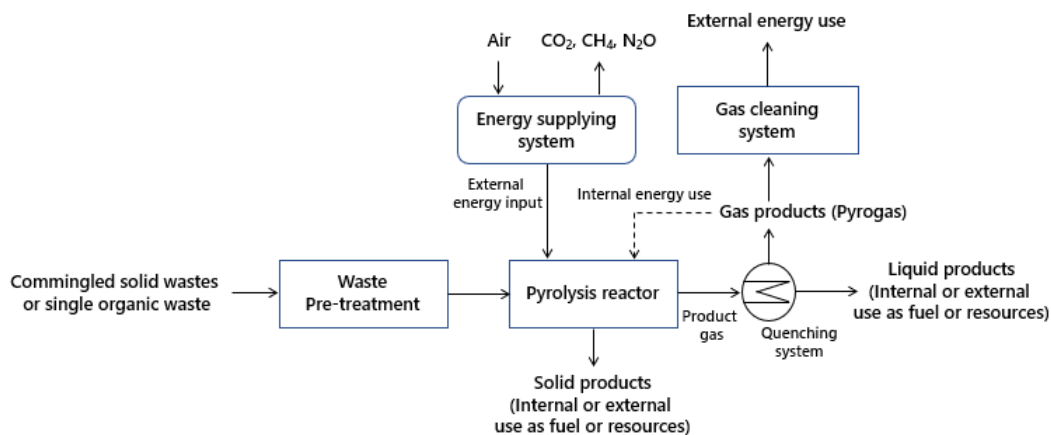 External energy use
Air
CO₂, CH₄, N₂O
Energy supplying
system
Gas cleaning
system
External
energy input
Internal energy use
Gas products (Pyrogas)
Commingled solid wastes
or single organic waste
Waste
Pre-treatment
Pyrolysis reactor
Product
gas
Quenching
system
Liquid products
(Internal or external
use as fuel or resources)
Solid products
(Internal or external
use as fuel or resources)